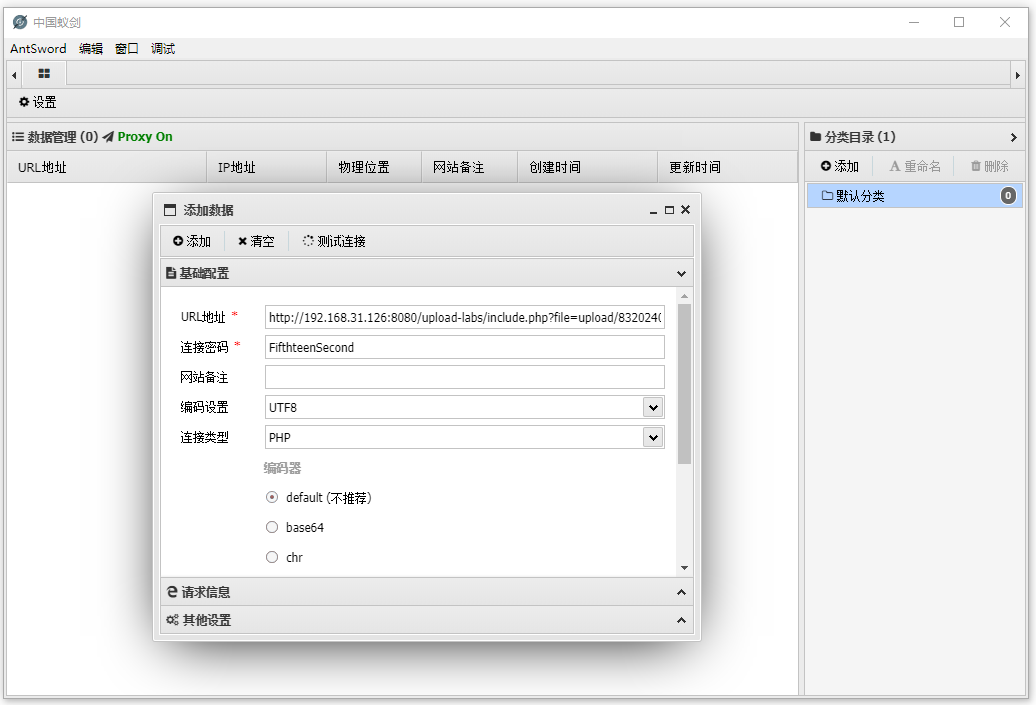 中国蚁剑
AntSword 编辑 窗口 调试
设置
数据管理 (0) Proxy On
分类目录 (1)
URL地址 IP地址 物理位置 网站备注 创建时间 更新时间
添加 重命名 删除
默认分类 0
添加数据
添加 清空 测试连接
基础配置
URL地址 * http://192.168.31.126:8080/upload-labs/include.php?file=upload/8320240
连接密码 * FifthteenSecond
网站备注
编码设置 UTF8
连接类型 PHP
编码器
default (不推荐)
base64
chr
请求信息
其他设置